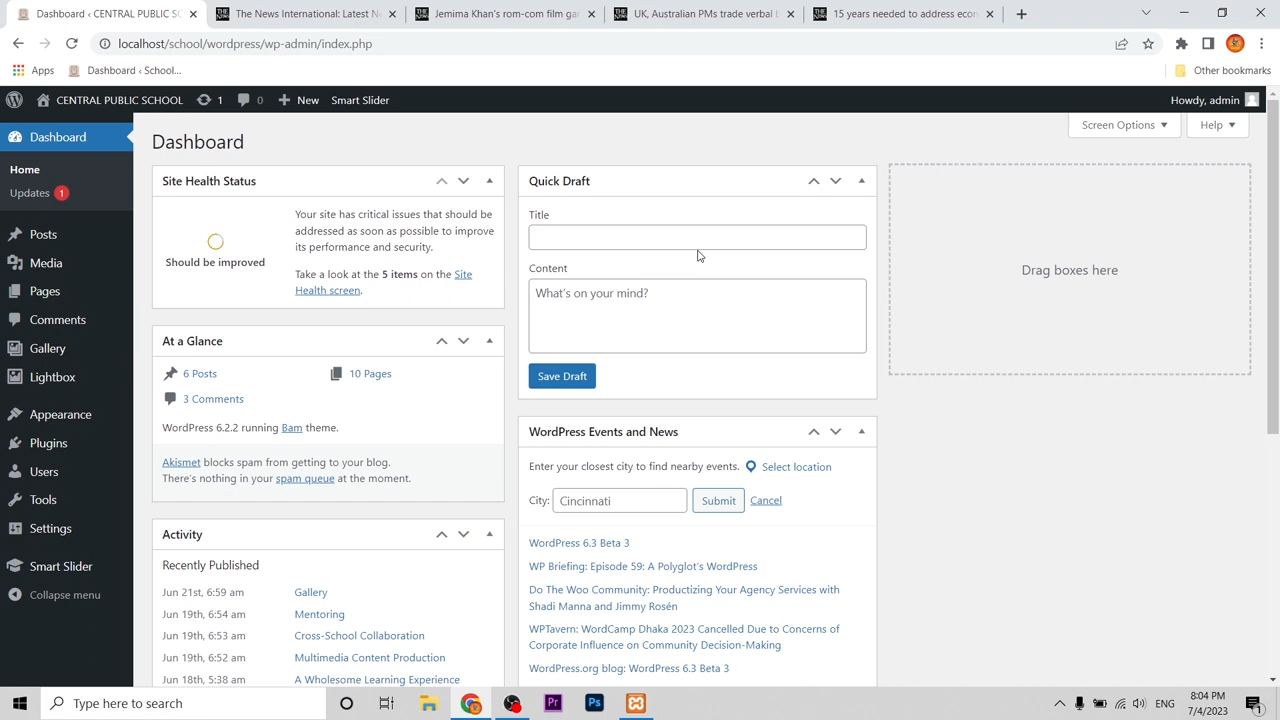 Dashboard ‹ CENTRAL PUBLIC SC
The News International: Latest Ne
Jemima Khan's rom-com film gar
UK, Australian PMs trade verbal b
15 years needed to address econ
localhost/school/wordpress/wp-admin/index.php
Apps
Dashboard ‹ School...
Other bookmarks
CENTRAL PUBLIC SCHOOL
1
0
New
Smart Slider
Howdy, admin
Dashboard
Home
Updates 1
Posts
Media
Pages
Comments
Gallery
Lightbox
Appearance
Plugins
Users
Tools
Settings
Smart Slider
Collapse menu
Dashboard
Screen Options
Help
Site Health Status
Should be improved
Your site has critical issues that should be
addressed as soon as possible to improve
its performance and security.
Take a look at the 5 items on the Site
Health screen.
At a Glance
6 Posts
10 Pages
3 Comments
WordPress 6.2.2 running Bam theme.
Akismet blocks spam from getting to your blog.
There's nothing in your spam queue at the moment.
Activity
Recently Published
Jun 21st, 6:59 am Gallery
Jun 19th, 6:54 am Mentoring
Jun 19th, 6:53 am Cross-School Collaboration
Jun 19th, 6:52 am Multimedia Content Production
Jun 18th, 5:38 am A Wholesome Learning Experience
Quick Draft
Title
Content
What's on your mind?
Save Draft
WordPress Events and News
Enter your closest city to find nearby events. Select location
City: Cincinnati Submit Cancel
WordPress 6.3 Beta 3
WP Briefing: Episode 59: A Polyglot's WordPress
Do The Woo Community: Productizing Your Agency Services with
Shadi Manna and Jimmy Rosén
WPTavern: WordCamp Dhaka 2023 Cancelled Due to Concerns of
Corporate Influence on Community Decision-Making
WordPress.org blog: WordPress 6.3 Beta 3
Drag boxes here
Type here to search
Pr
Ps
ENG
8:04 PM
7/4/2023
1